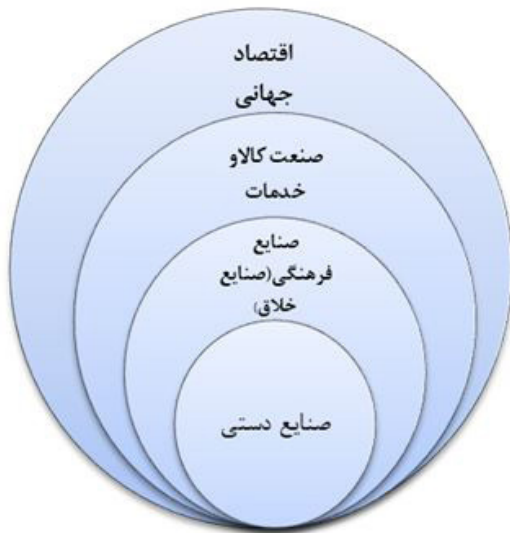 اقتصاد
جهانی
صنعت کالاو
خدمات
صنایع
فرهنگی(صنایع
خلاق)
صنایع دستی